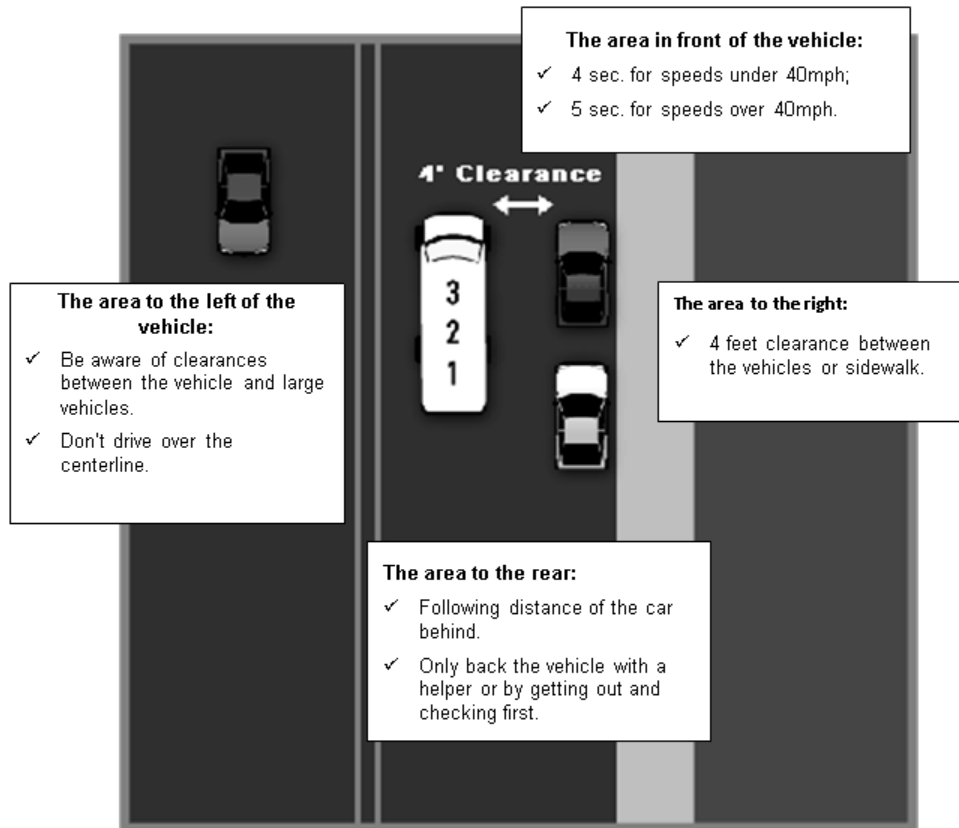 The area in front of the vehicle:
✓ 4 sec. for speeds under 40mph;
✓ 5 sec. for speeds over 40mph.
4' Clearance
3
2
1
The area to the left of the
vehicle:
✓ Be aware of clearances
between the vehicle and large
vehicles.
✓ Don't drive over the
centerline.
The area to the right:
✓ 4 feet clearance between
the vehicles or sidewalk.
The area to the rear:
✓ Following distance of the car
behind.
✓ Only back the vehicle with a
helper or by getting out and
checking first.